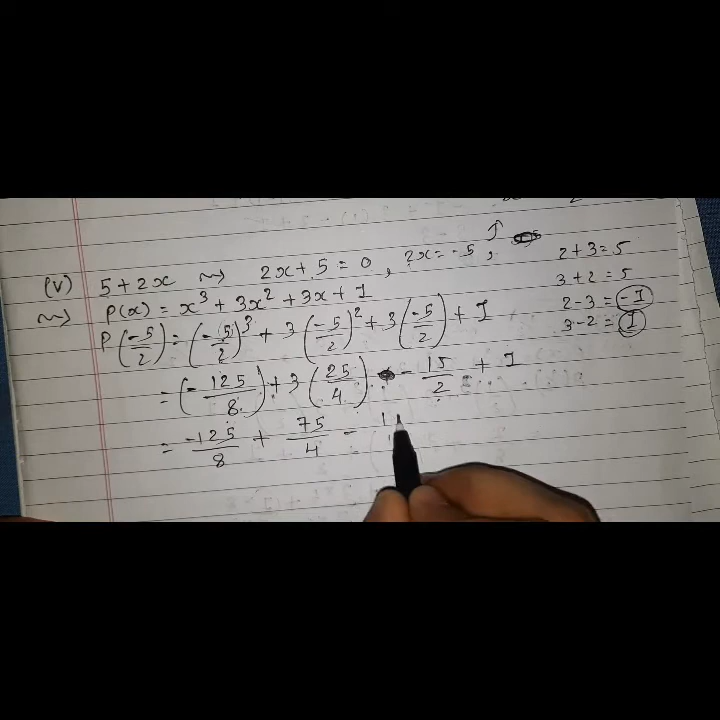 (V) 5+2x ⇝ 2x+5=0, 2x=-5,
⇝ P(x) = x³+3x²+3x+1
P(-5/2) = (-5/2)³ + 3(-5/2)² + 3(-5/2) + 1
= (-125/8) + 3(25/4) - 15/2 + 1
= -125/8 + 75/4 - 1
2+3=5
3+2=5
2-3=-1
3-2=1